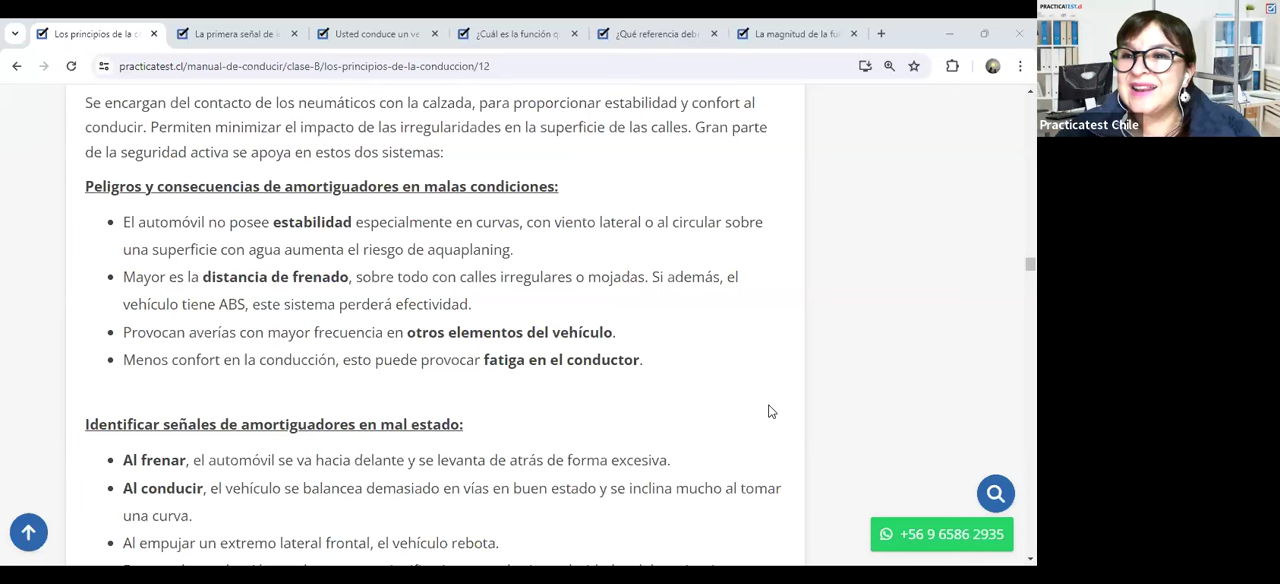 Los principios de la c
La primera señal de i
Usted conduce un ve
¿Cuál es la función q
¿Qué referencia deb
La magnitud de la fu
practicatest.cl/manual-de-conducir/clase-B/los-principios-de-la-conduccion/12
PRACTICATEST.cl
Practicatest Chile
Se encargan del contacto de los neumáticos con la calzada, para proporcionar estabilidad y confort al
conducir. Permiten minimizar el impacto de las irregularidades en la superficie de las calles. Gran parte
de la seguridad activa se apoya en estos dos sistemas:
Peligros y consecuencias de amortiguadores en malas condiciones:
El automóvil no posee estabilidad especialmente en curvas, con viento lateral o al circular sobre
una superficie con agua aumenta el riesgo de aquaplaning.
Mayor es la distancia de frenado, sobre todo con calles irregulares o mojadas. Si además, el
vehículo tiene ABS, este sistema perderá efectividad.
Provocan averías con mayor frecuencia en otros elementos del vehículo.
Menos confort en la conducción, esto puede provocar fatiga en el conductor.
Identificar señales de amortiguadores en mal estado:
Al frenar, el automóvil se va hacia delante y se levanta de atrás de forma excesiva.
Al conducir, el vehículo se balancea demasiado en vías en buen estado y se inclina mucho al tomar
una curva.
Al empujar un extremo lateral frontal, el vehículo rebota.
+56 9 6586 2935